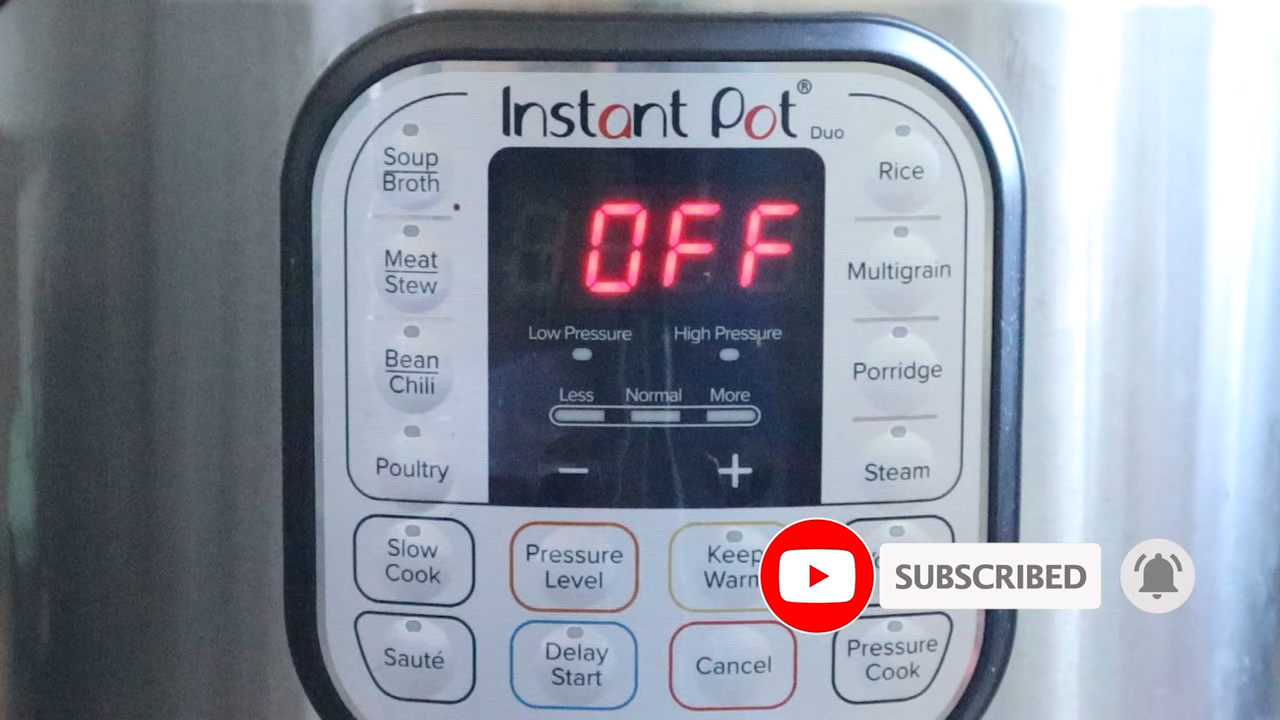 Instant Pot®
Duo
Soup
Broth
Meat
Stew
Bean
Chili
Poultry
OFF
Low Pressure High Pressure
Less Normal More
− +
Rice
Multigrain
Porridge
Steam
Slow
Cook
Pressure
Level
Keep
Warm
SUBSCRIBED
Sauté
Delay
Start
Cancel
Pressure
Cook